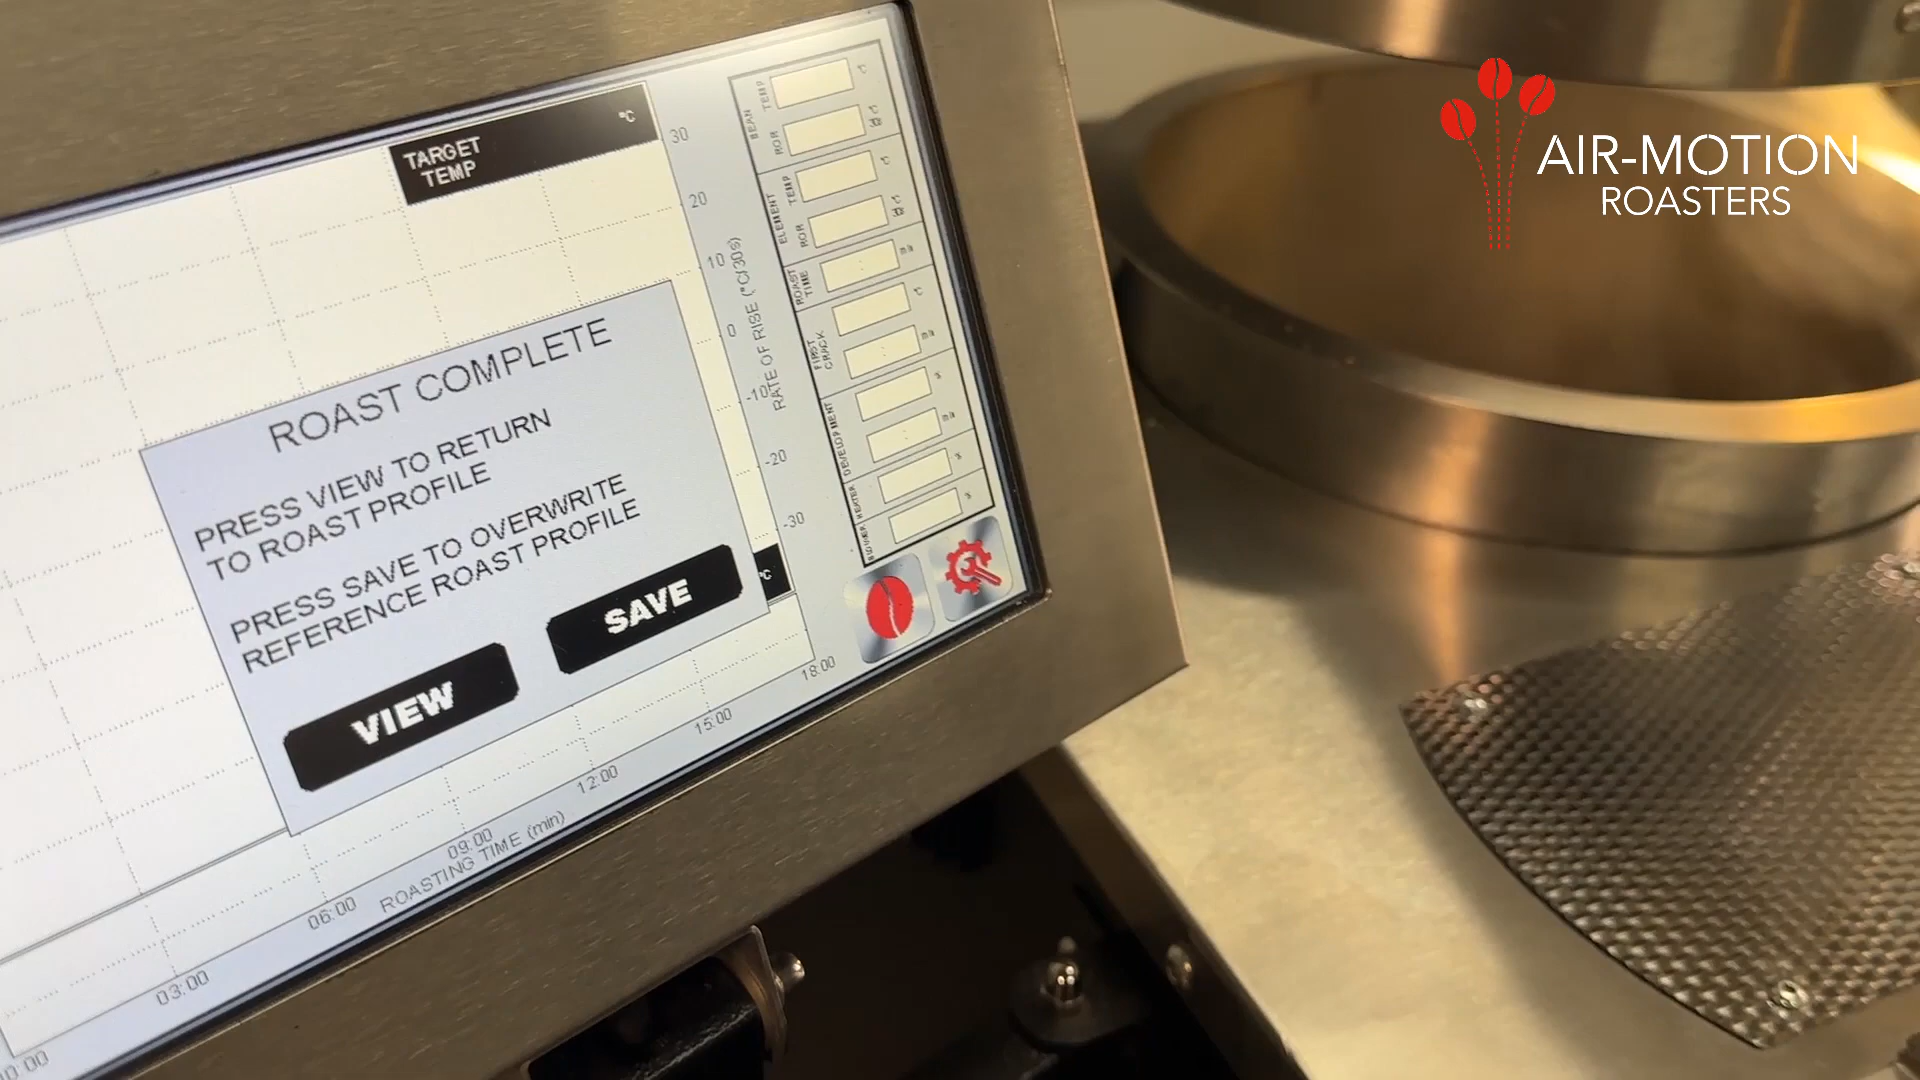 AIR-MOTION
ROASTERS
TARGET
TEMP
°C
30
20
10
0
-10
-20
-30
RATE OF RISE (°C/30s)
BEAN
TEMP
°C
ROR
ELEMENT
TEMP
°C
ROR
ROAST
TIME
FIRST
CRACK
°C
DEVELOPMENT
%
HEATER
%
%
ROAST COMPLETE
PRESS VIEW TO RETURN
TO ROAST PROFILE
PRESS SAVE TO OVERWRITE
REFERENCE ROAST PROFILE
VIEW
SAVE
°C
03:00
06:00
09:00
12:00
15:00
18:00
ROASTING TIME (min)